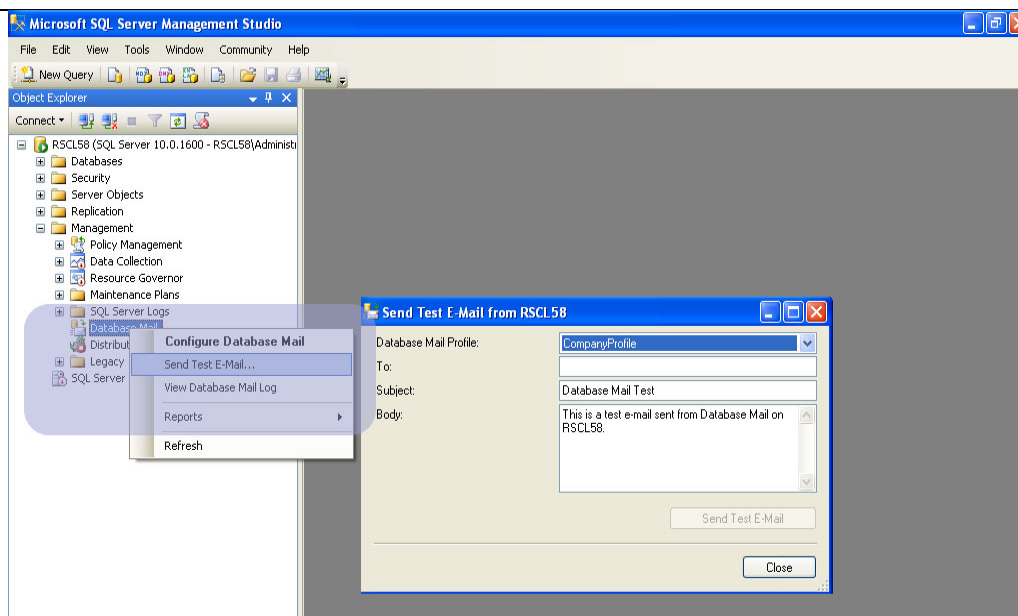 Microsoft SQL Server Management Studio
File Edit View Tools Window Community Help
New Query
Object Explorer
Connect
RSCL58 (SQL Server 10.0.1600 - RSCL58\Administ
Databases
Security
Server Objects
Replication
Management
Policy Management
Data Collection
Resource Governor
Maintenance Plans
SQL Server Logs
Database Mail
Distribut
Legacy
SQL Server
Configure Database Mail
Send Test E-Mail...
View Database Mail Log
Reports
Refresh
Send Test E-Mail from RSCL58
Database Mail Profile: CompanyProfile
To:
Subject: Database Mail Test
Body: This is a test e-mail sent from Database Mail on
RSCL58.
Send Test E-Mail
Close